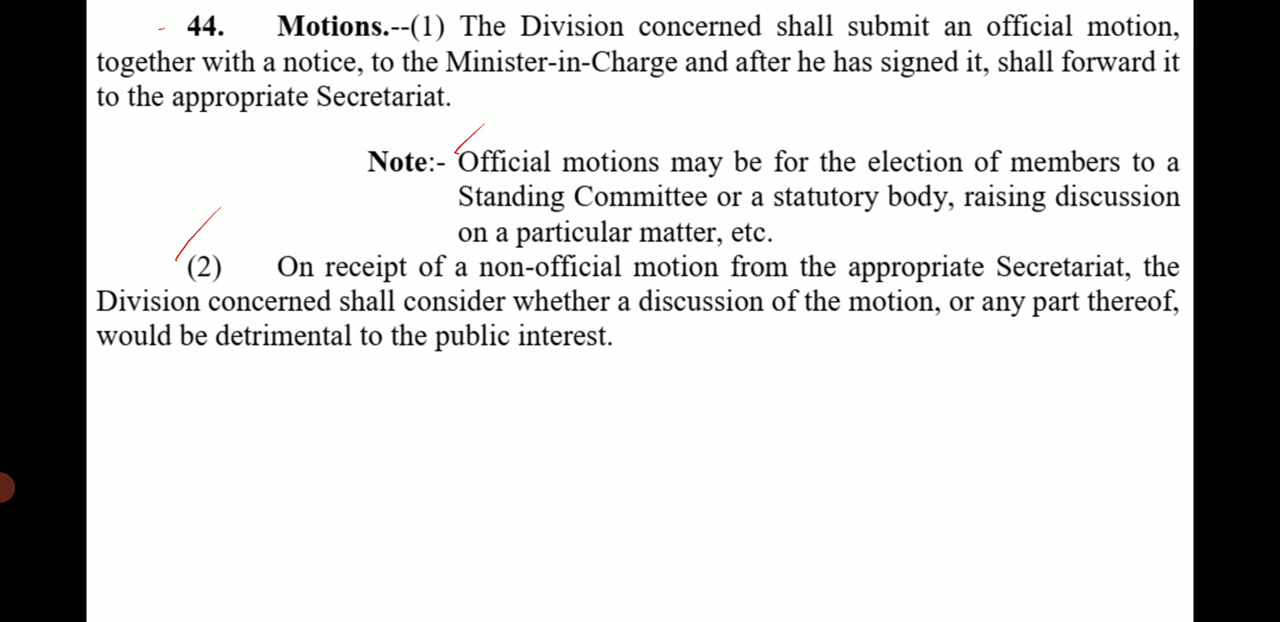 44. Motions.--(1) The Division concerned shall submit an official motion,
together with a notice, to the Minister-in-Charge and after he has signed it, shall forward it
to the appropriate Secretariat.
Note:- Official motions may be for the election of members to a
Standing Committee or a statutory body, raising discussion
on a particular matter, etc.
(2) On receipt of a non-official motion from the appropriate Secretariat, the
Division concerned shall consider whether a discussion of the motion, or any part thereof,
would be detrimental to the public interest.